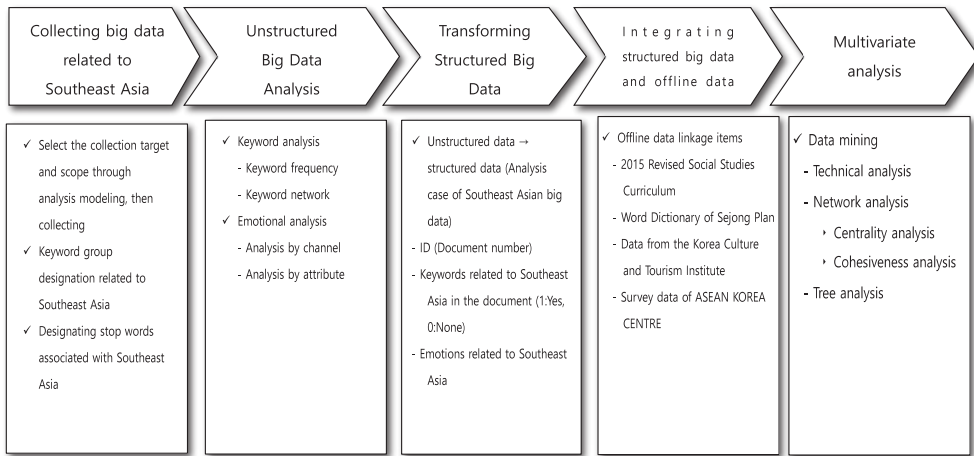 Collecting big data
related to
Southeast Asia
Unstructured
Big Data
Analysis
Transforming
Structured Big
Data
Integrating
structured big data
and offline data
Multivariate
analysis
✓ Select the collection target
and scope through
analysis modeling, then
collecting
✓ Keyword group
designation related to
Southeast Asia
✓ Designating stop words
associated with Southeast
Asia
✓ Keyword analysis
- Keyword frequency
- Keyword network
✓ Emotional analysis
- Analysis by channel
- Analysis by attribute
✓ Unstructured data →
structured data (Analysis
case of Southeast Asian big
data)
- ID (Document number)
- Keywords related to Southeast
Asia in the document (1:Yes,
0:None)
- Emotions related to Southeast
Asia
✓ Offline data linkage items
- 2015 Revised Social Studies
Curriculum
- Word Dictionary of Sejong Plan
- Data from the Korea Culture
and Tourism Institute
- Survey data of ASEAN KOREA
CENTRE
✓ Data mining
- Technical analysis
- Network analysis
‣ Centrality analysis
‣ Cohesiveness analysis
- Tree analysis